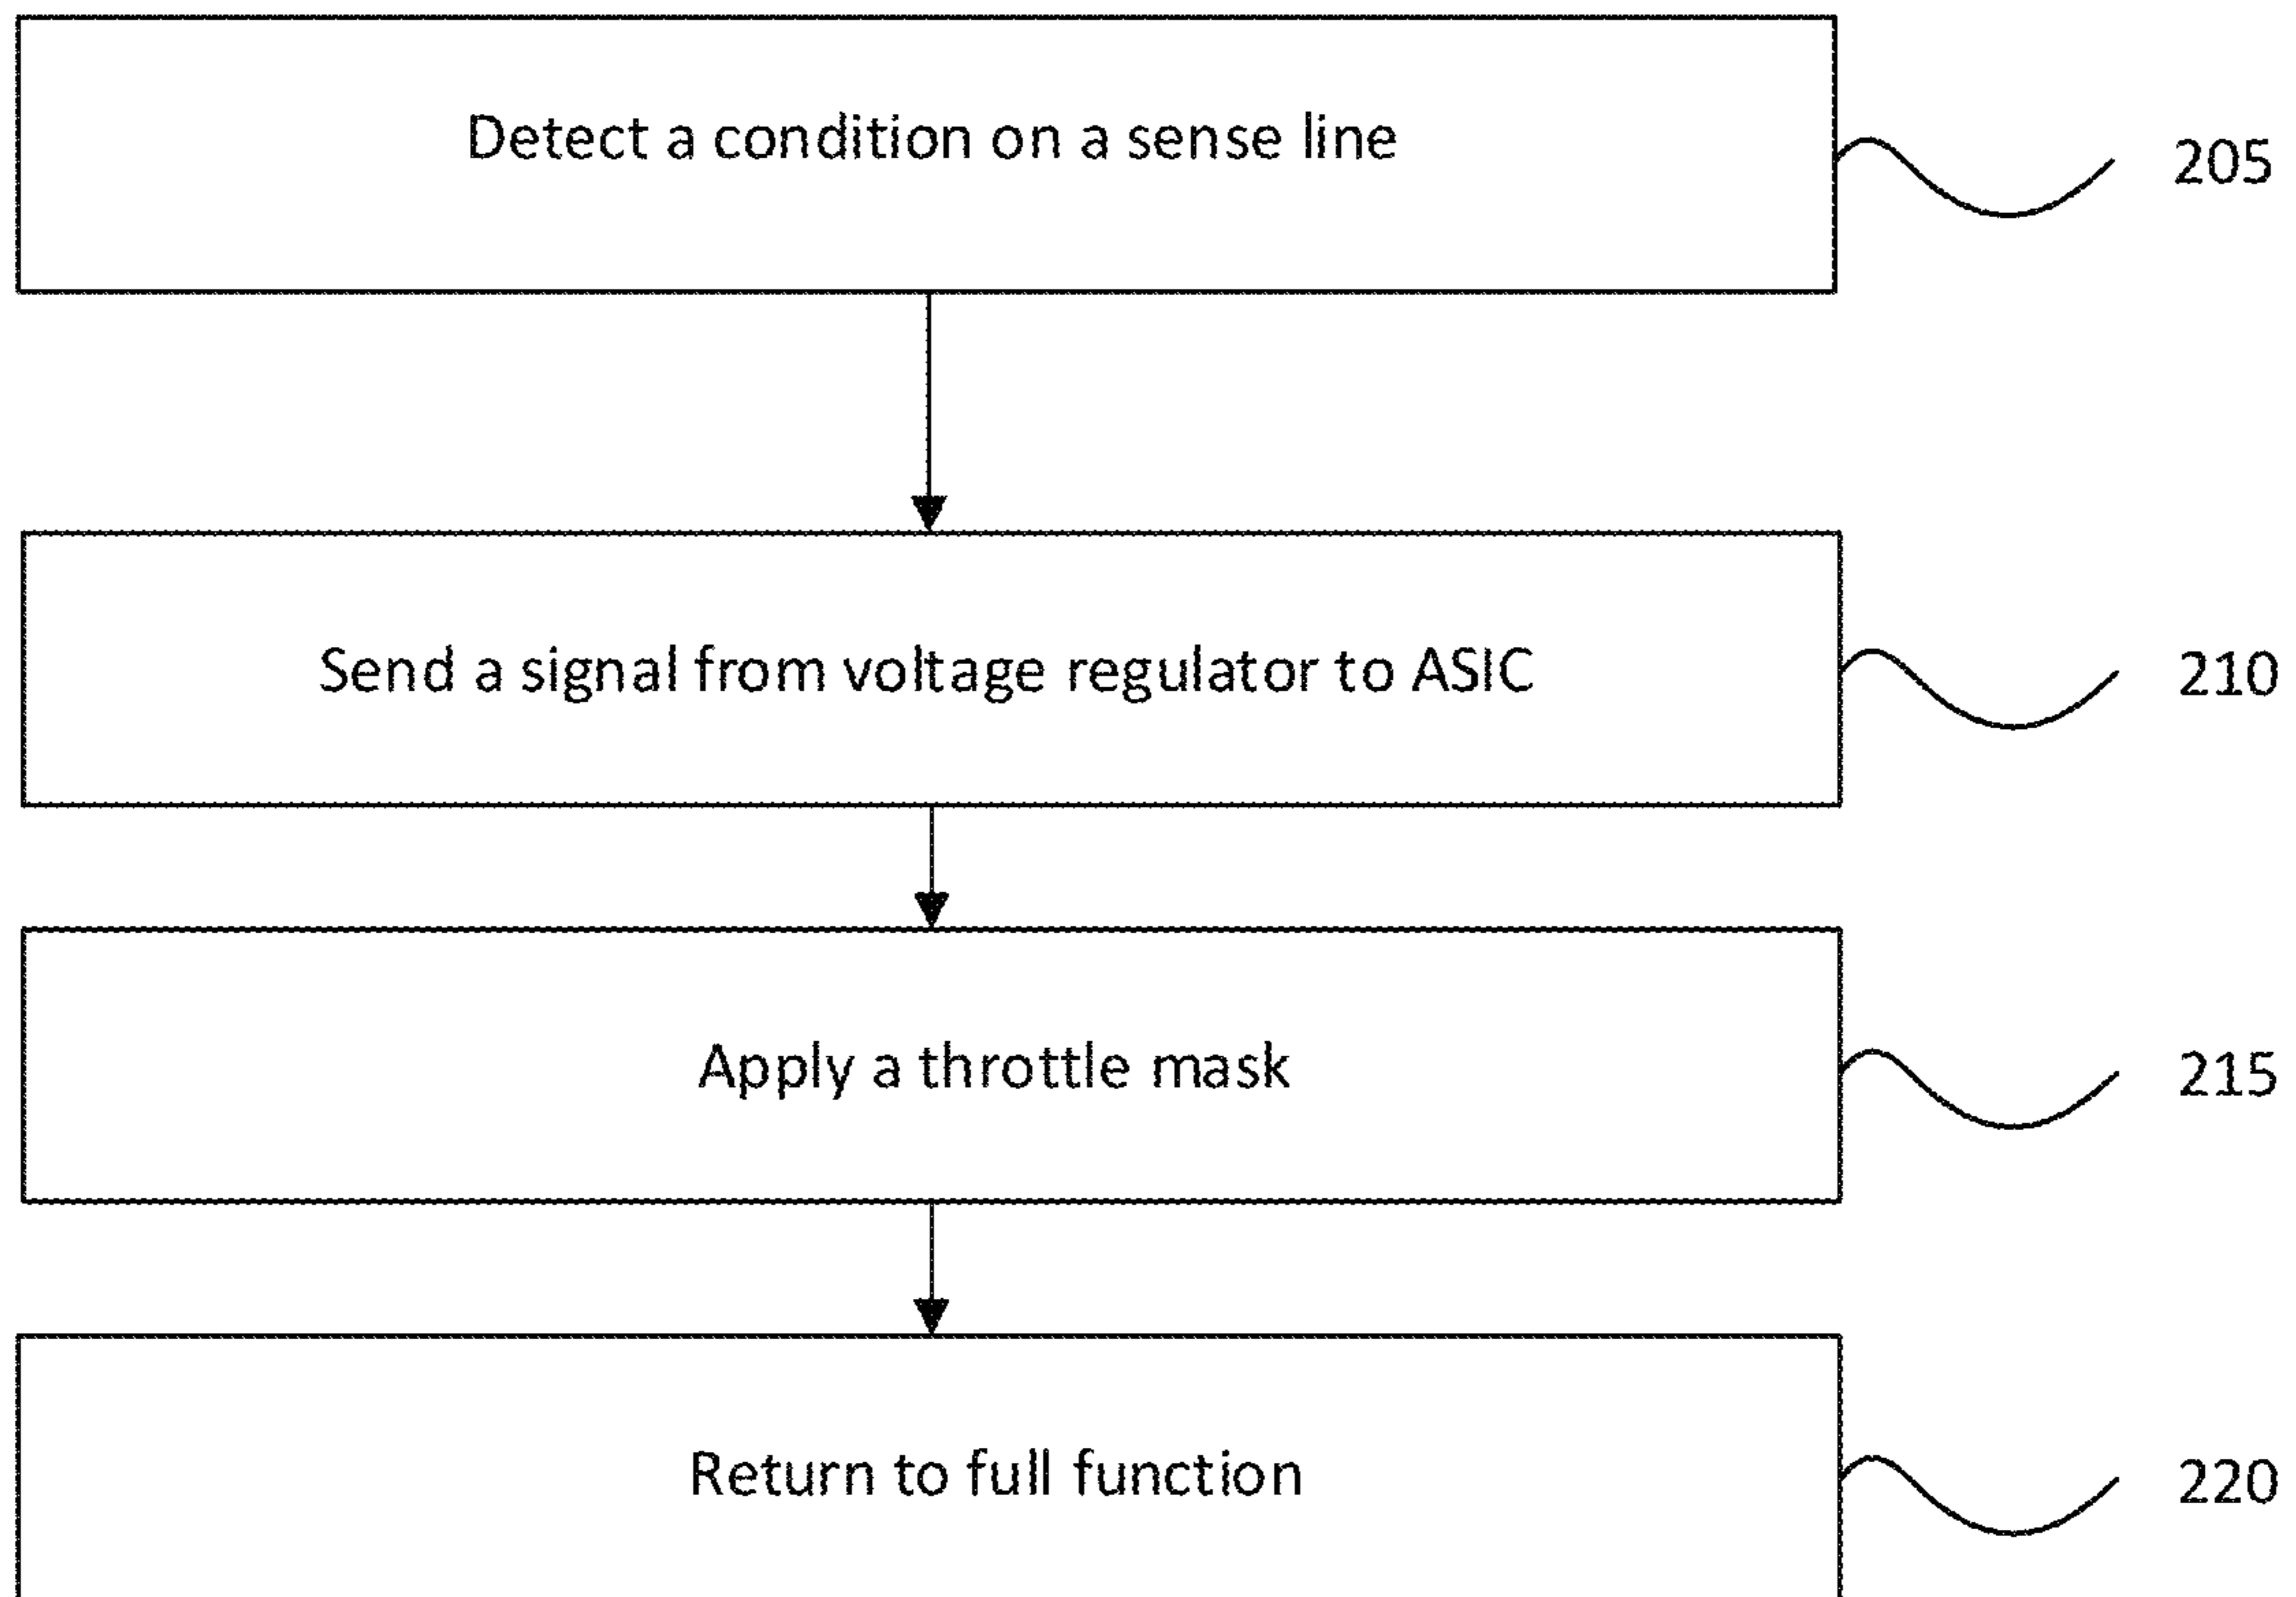 Detect a condition on a sense line
205
Send a signal from voltage regulator to ASIC
210
Apply a throttle mask
215
Return to full function
220